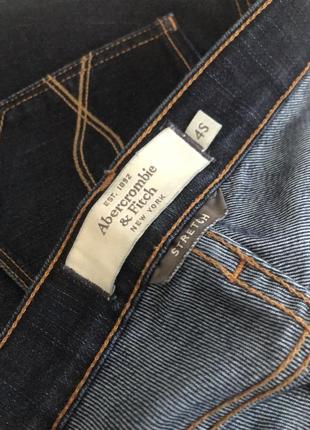 EST. 1892
Abercrombie
& Fitch
NEW YORK
4S
STRETCH